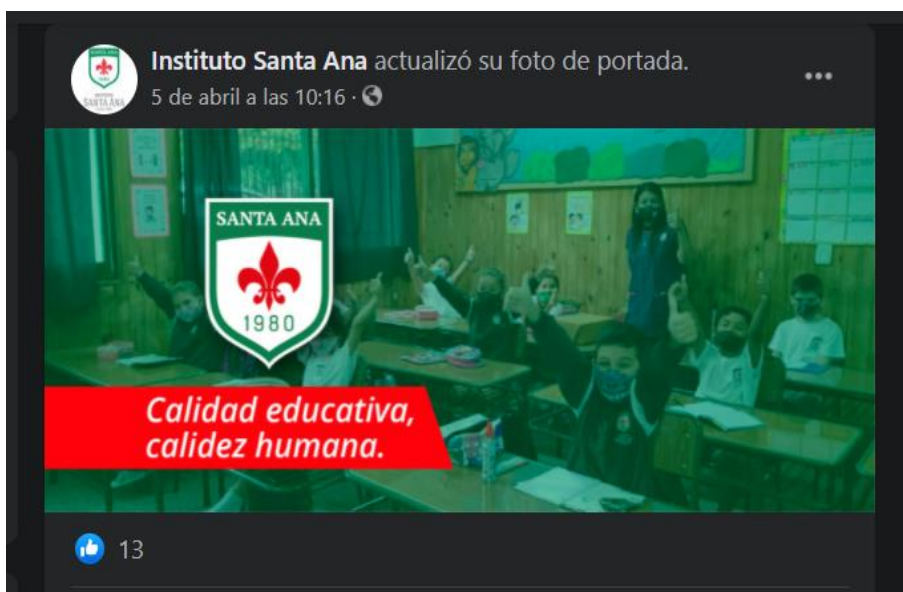 Instituto Santa Ana actualizó su foto de portada.
5 de abril a las 10:16 ·
SANTA ANA
1980
Calidad educativa,
calidez humana.
13